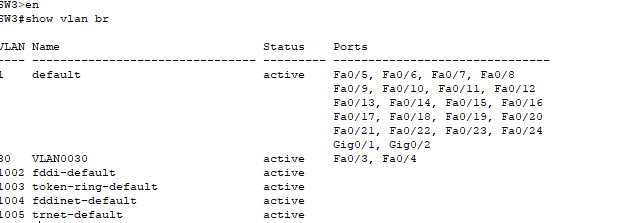 SW3>en
SW3#show vlan br
VLAN Name Status Ports
---- -------------------------------- --------- -------------------------------
1 default active Fa0/5, Fa0/6, Fa0/7, Fa0/8
Fa0/9, Fa0/10, Fa0/11, Fa0/12
Fa0/13, Fa0/14, Fa0/15, Fa0/16
Fa0/17, Fa0/18, Fa0/19, Fa0/20
Fa0/21, Fa0/22, Fa0/23, Fa0/24
Gig0/1, Gig0/2
30 VLAN0030 active Fa0/3, Fa0/4
1002 fddi-default active
1003 token-ring-default active
1004 fddinet-default active
1005 trnet-default active